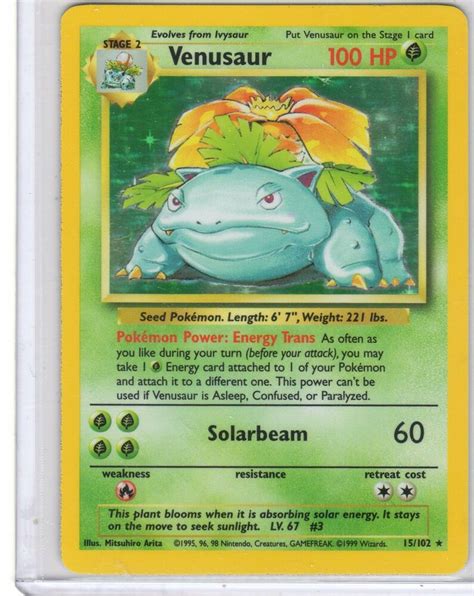 Evolves from Ivysaur Put Venusaur on the Stage 1 card
STAGE 2
Venusaur 100 HP
Seed Pokémon. Length: 6' 7", Weight: 221 lbs.
Pokémon Power: Energy Trans As often as
you like during your turn (before your attack), you may
take 1 Energy card attached to 1 of your Pokémon
and attach it to a different one. This power can't be
used if Venusaur is Asleep, Confused, or Paralyzed.
Solarbeam 60
weakness resistance retreat cost
This plant blooms when it is absorbing solar energy. It stays
on the move to seek sunlight. LV. 67 #3
Illus. Mitsuhiro Arita ©1995, 96, 98 Nintendo, Creatures, GAMEFREAK. ©1999 Wizards. 15/102 ★